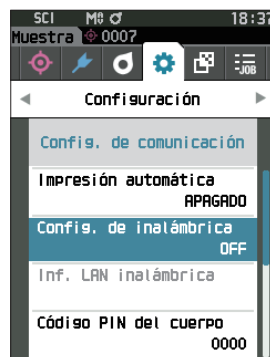 SCI M0 18:37
Muestra 0007
JOB
Configuración
Config. de comunicación
Impresión automática
APAGADO
Config. de inalámbrica
OFF
Inf. LAN inalámbrica
Código PIN del cuerpo
0000